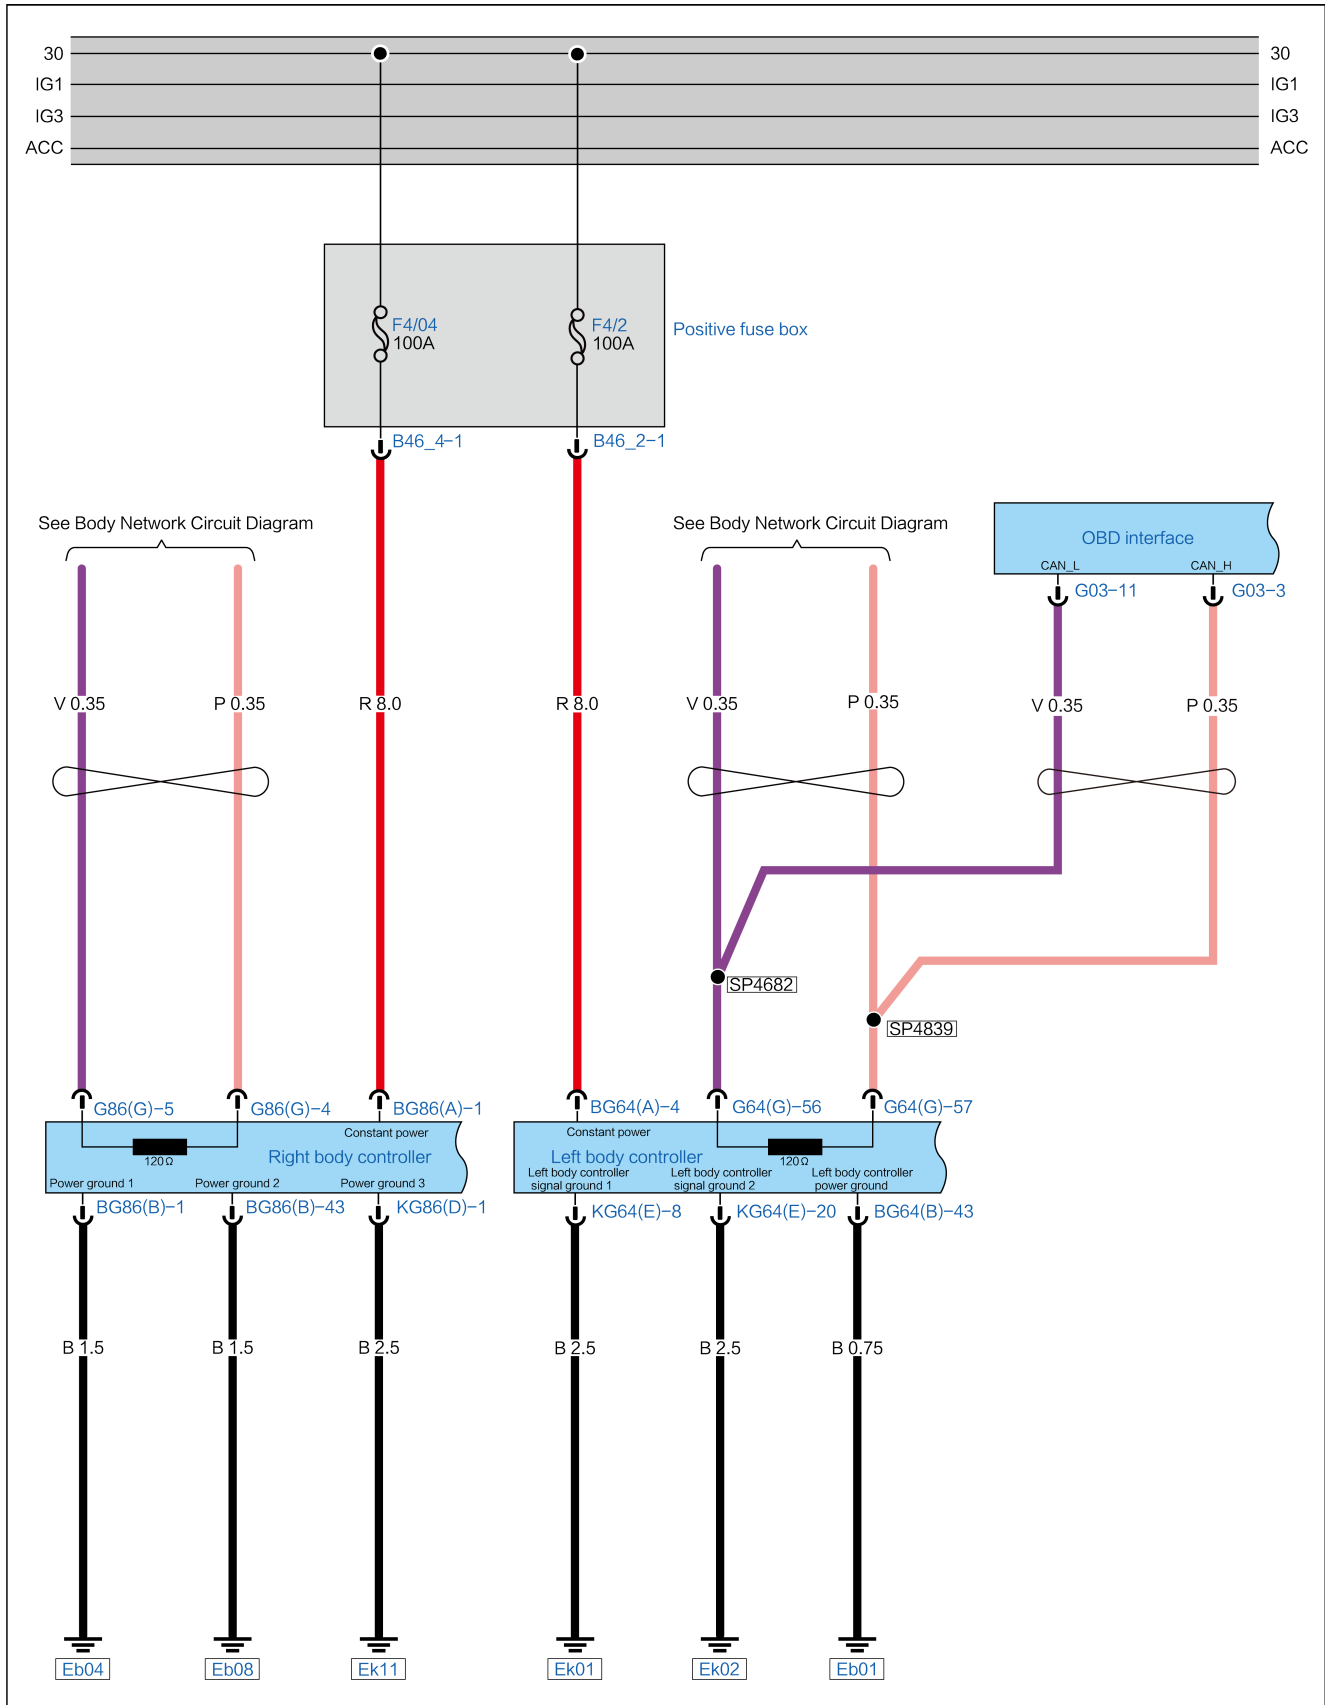 30
30
IG1
IG1
IG3
IG3
ACC
ACC
F4/04
100A
F4/2
100A
Positive fuse box
B46_4-1
B46_2-1
See Body Network Circuit Diagram
See Body Network Circuit Diagram
OBD interface
CAN_L
CAN_H
G03-11
G03-3
V 0.35
P 0.35
R 8.0
R 8.0
V 0.35
P 0.35
V 0.35
P 0.35
SP4682
SP4839
G86(G)-5
G86(G)-4
BG86(A)-1
BG64(A)-4
G64(G)-56
G64(G)-57
Constant power
120Ω
Right body controller
Power ground 1
Power ground 2
Power ground 3
Constant power
Left body controller
120Ω
Left body controller
signal ground 1
Left body controller
signal ground 2
Left body controller
power ground
BG86(B)-1
BG86(B)-43
KG86(D)-1
KG64(E)-8
KG64(E)-20
BG64(B)-43
B 1.5
B 1.5
B 2.5
B 2.5
B 2.5
B 0.75
Eb04
Eb08
Ek11
Ek01
Ek02
Eb01